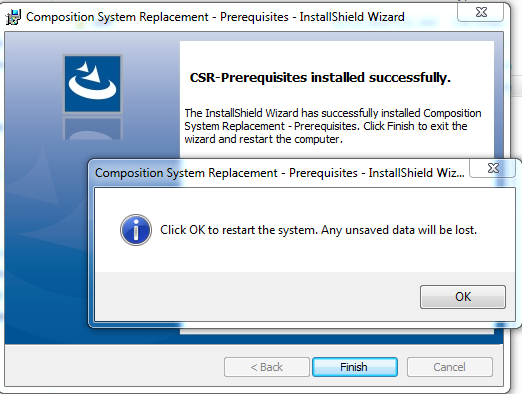 Composition System Replacement - Prerequisites - InstallShield Wizard
CSR-Prerequisites installed successfully.
The InstallShield Wizard has successfully installed Composition
System Replacement - Prerequisites. Click Finish to exit the
wizard and restart the computer.
Composition System Replacement - Prerequisites - InstallShield Wiz...
Click OK to restart the system. Any unsaved data will be lost.
OK
< Back
Finish
Cancel